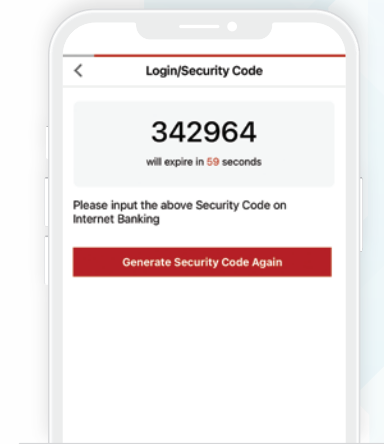 Login/Security Code
342964
will expire in 59 seconds
Please input the above Security Code on
Internet Banking
Generate Security Code Again